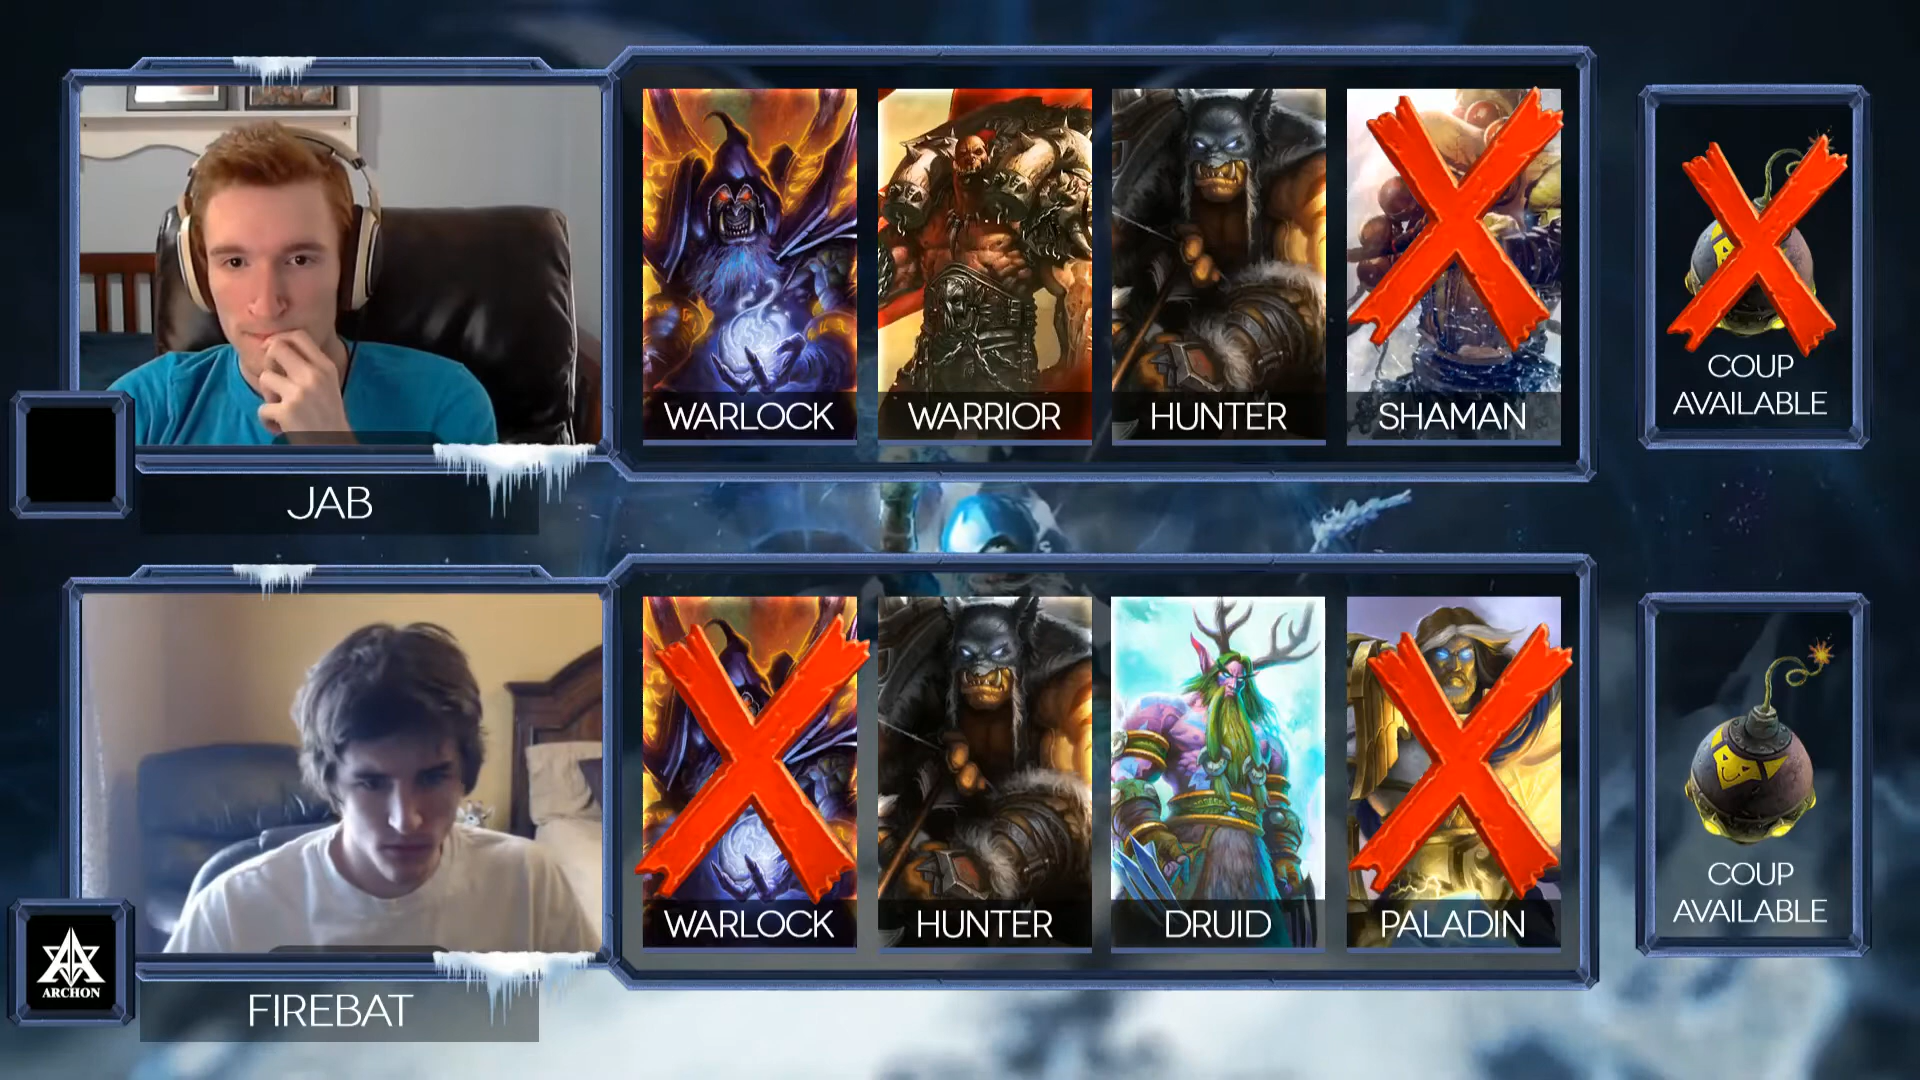 WARLOCK
WARRIOR
HUNTER
SHAMAN
COUP
AVAILABLE
JAB
WARLOCK
HUNTER
DRUID
PALADIN
COUP
AVAILABLE
ARCHON
FIREBAT